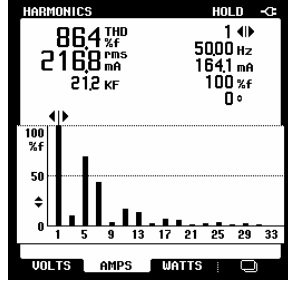 HARMONICS HOLD
86.4 THD %f 1
216.8 rms mA 50.00 Hz
21.2 KF 164.1 mA
100 %f
0°
100
%f
50
0
1 5 9 13 17 21 25 29 33
VOLTS AMPS WATTS